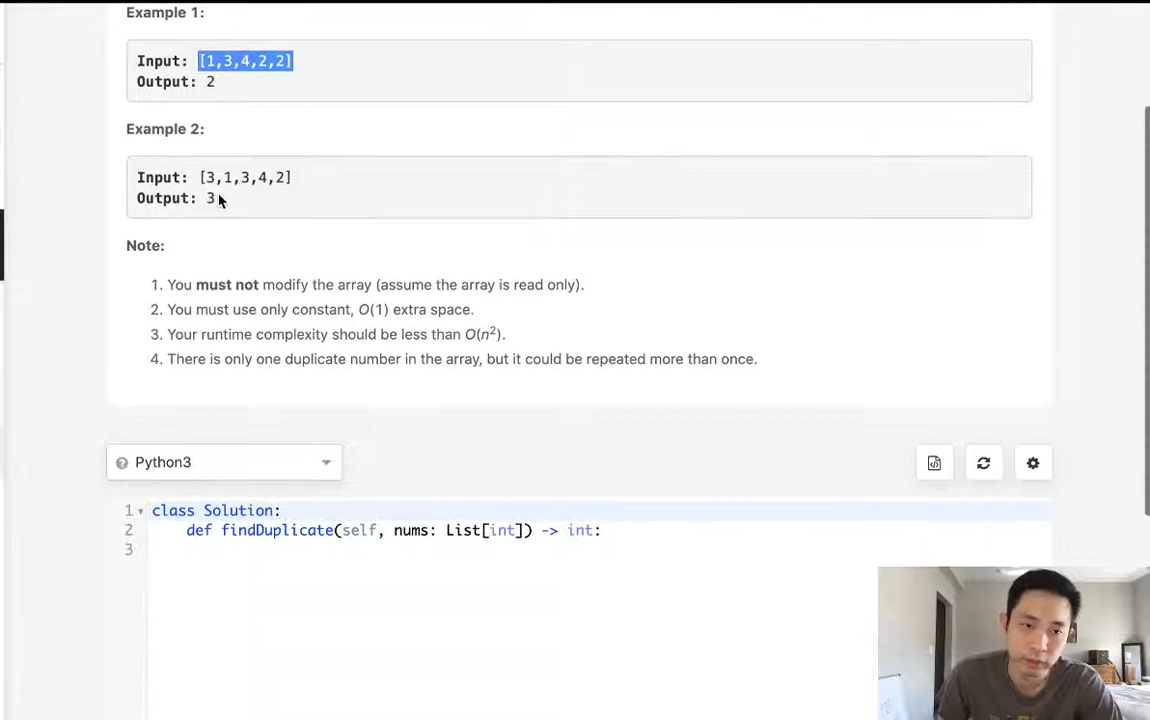 Example 1:
Input: [1,3,4,2,2]
Output: 2
Example 2:
Input: [3,1,3,4,2]
Output: 3
Note:
1. You must not modify the array (assume the array is read only).
2. You must use only constant, O(1) extra space.
3. Your runtime complexity should be less than O(n²).
4. There is only one duplicate number in the array, but it could be repeated more than once.
Python3
1 class Solution:
2 def findDuplicate(self, nums: List[int]) -> int:
3